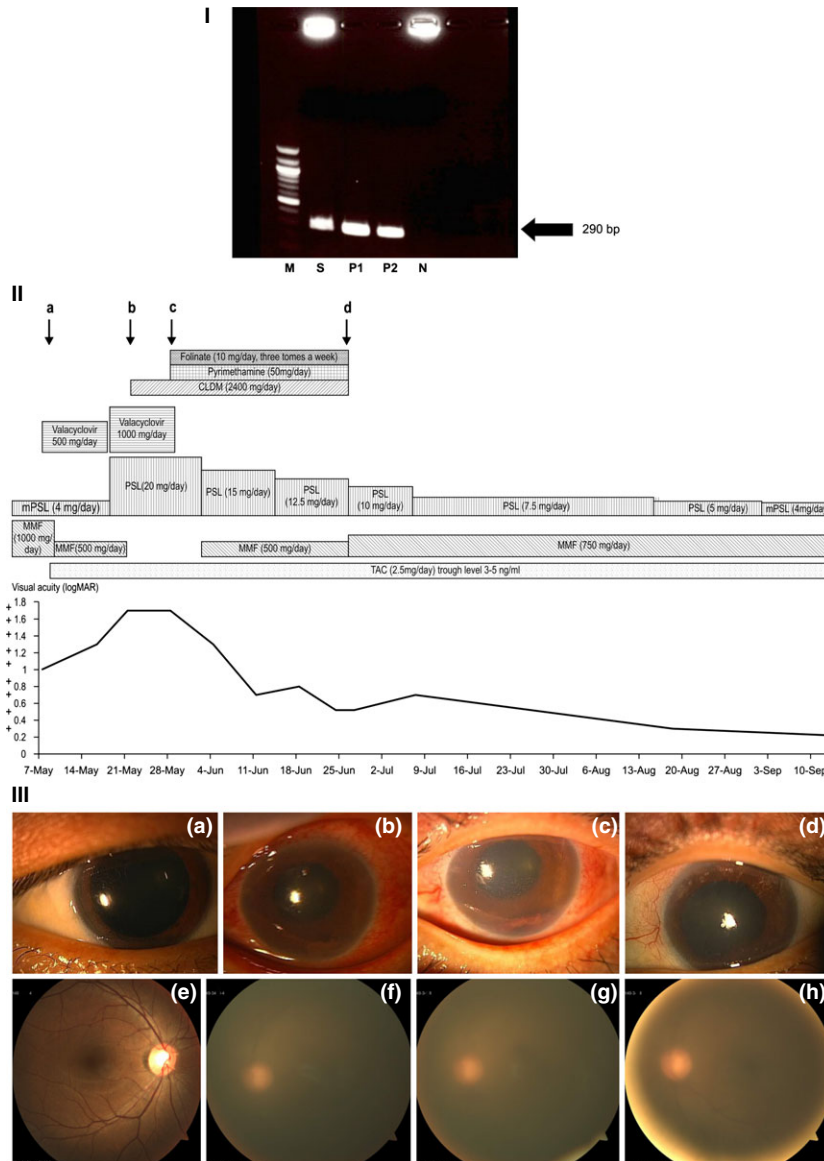 I
290 bp
M S P1 P2 N
II
a b c d
Folinate (10 mg/day, three tomes a week)
Pyrimethamine (50mg/day)
CLDM (2400 mg/day)
Valacyclovir
500 mg/day
Valacyclovir
1000 mg/day
mPSL (4 mg/day)
PSL(20 mg/day)
PSL (15 mg/day)
PSL
(12.5 mg/day)
PSL
(10 mg/day)
PSL (7.5 mg/day)
PSL (5 mg/day)
mPSL (4mg/day
MMF
(1000 mg/
day)
MMF(500 mg/day)
MMF (500 mg/day)
MMF (750 mg/day)
TAC (2.5mg/day) trough level 3-5 ng/ml
Visual acuity (logMAR)
+ 1.8
+ 1.6
+ 1.4
+ 1.2
1
+ 0.8
+ 0.6
+ 0.4
+ 0.2
0
7-May 14-May 21-May 28-May 4-Jun 11-Jun 18-Jun 25-Jun 2-Jul 9-Jul 16-Jul 23-Jul 30-Jul 6-Aug 13-Aug 20-Aug 27-Aug 3-Sep 10-Sep
III
(a) (b) (c) (d)
(e) (f) (g) (h)